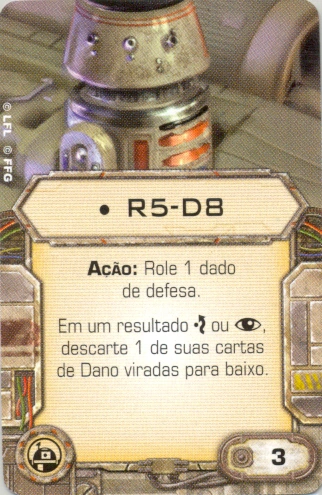 © LFL © FFG
• R5-D8
Ação: Role 1 dado
de defesa.
Em um resultado ou ,
descarte 1 de suas cartas
de Dano viradas para baixo.
3